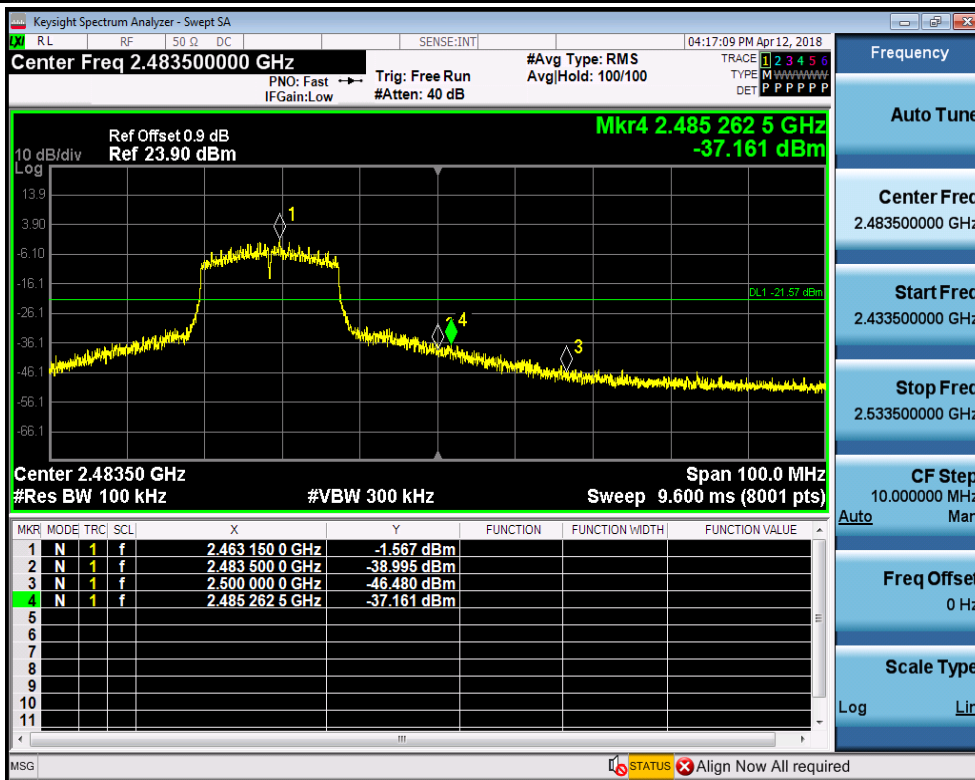 Keysight Spectrum Analyzer - Swept SA
LXI RL RF 50 Ω DC SENSE:INT 04:17:09 PM Apr 12, 2018
Center Freq 2.483500000 GHz
PNO: Fast
IFGain:Low
Trig: Free Run
#Atten: 40 dB
#Avg Type: RMS
Avg|Hold: 100/100
TRACE 1 2 3 4 5 6
TYPE M W W W W W
DET P P P P P P
Mkr4 2.485 262 5 GHz
-37.161 dBm
Ref Offset 0.9 dB
10 dB/div Ref 23.90 dBm
Log
13.9
3.90
-6.10
-16.1
-26.1
-36.1
-46.1
-56.1
-66.1
1
4
3
DL1 -21.57 dBm
Center 2.48350 GHz Span 100.0 MHz
#Res BW 100 kHz #VBW 300 kHz Sweep 9.600 ms (8001 pts)
MKR MODE TRC SCL X Y FUNCTION FUNCTION WIDTH FUNCTION VALUE
1 N 1 f 2.463 150 0 GHz -1.567 dBm
2 N 1 f 2.483 500 0 GHz -38.995 dBm
3 N 1 f 2.500 000 0 GHz -46.480 dBm
4 N 1 f 2.485 262 5 GHz -37.161 dBm
5
6
7
8
9
10
11
MSG STATUS Align Now All required
Frequency
Auto Tune
Center Freq
2.483500000 GHz
Start Freq
2.433500000 GHz
Stop Freq
2.533500000 GHz
CF Step
10.000000 MHz
Auto Man
Freq Offset
0 Hz
Scale Type
Log Lin